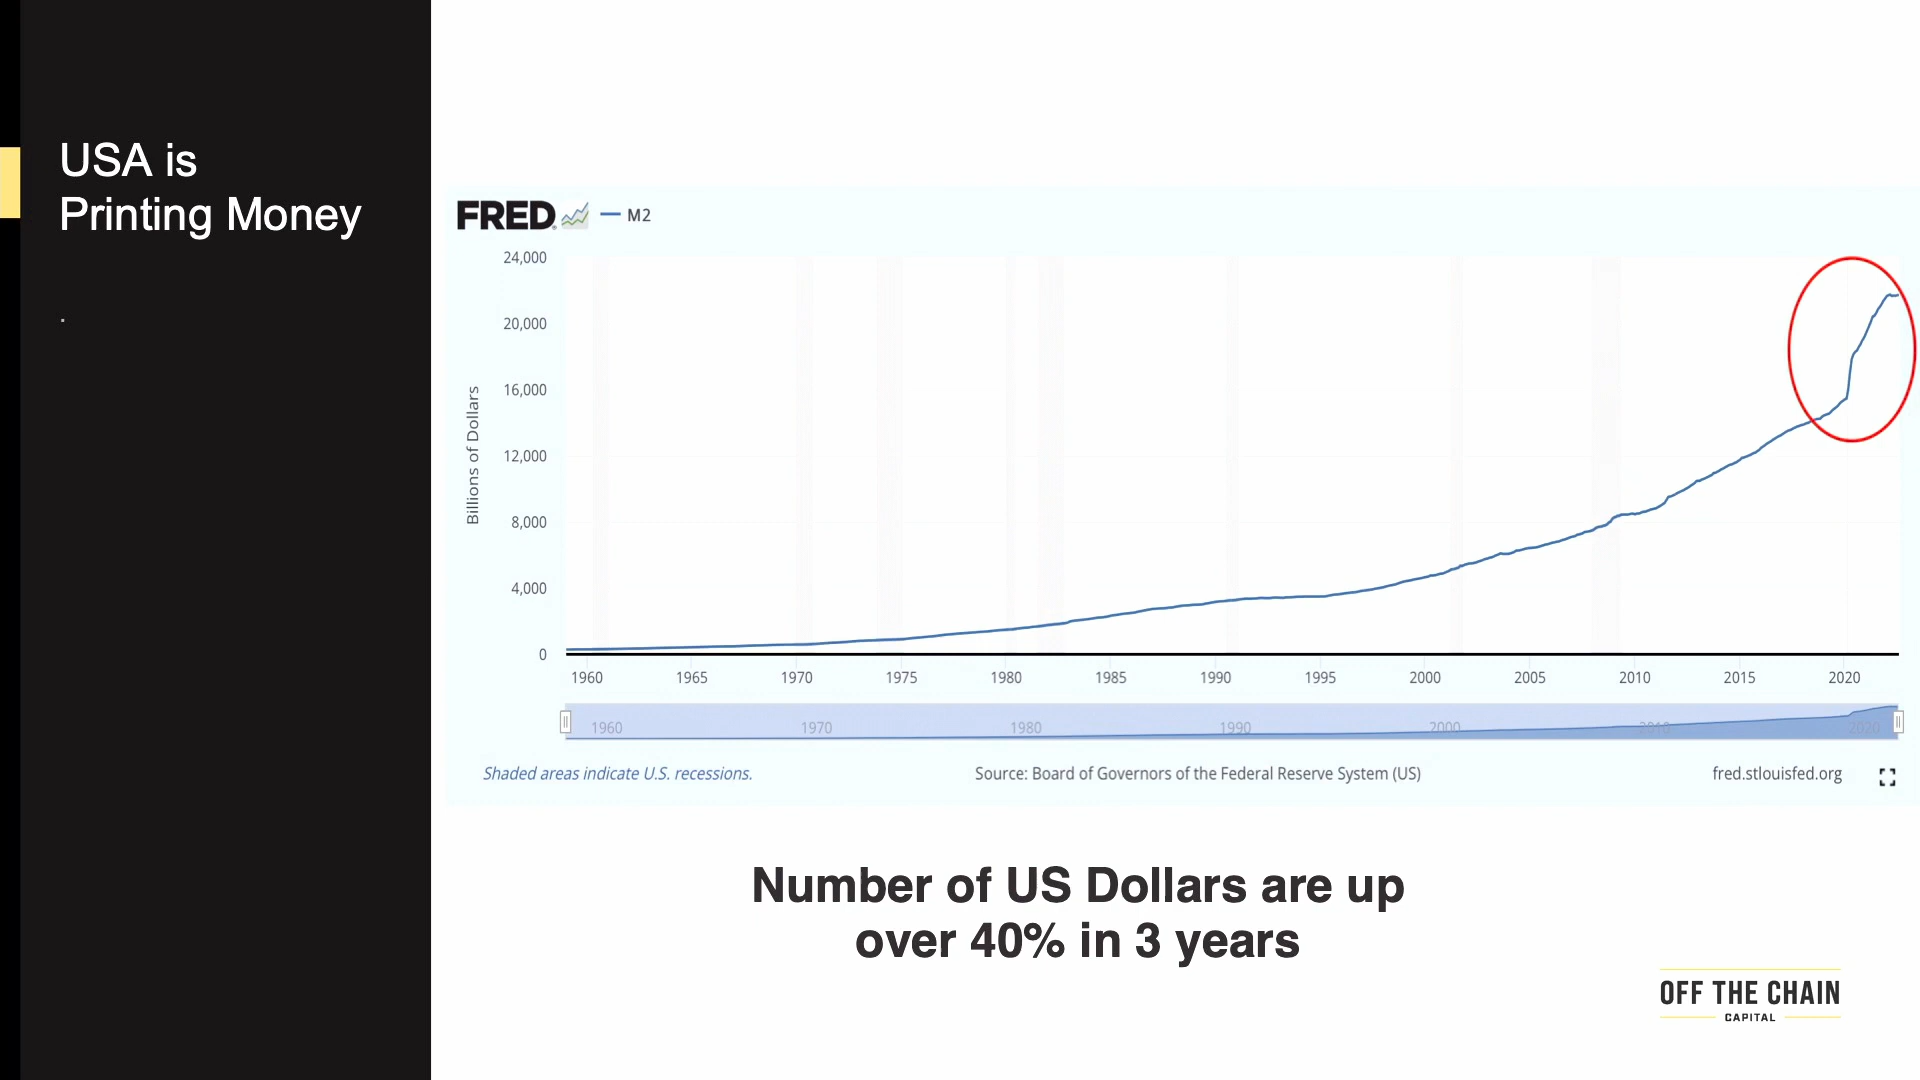 USA is
Printing Money
.
FRED
M2
Billions of Dollars
24,000
20,000
16,000
12,000
8,000
4,000
0
1960 1965 1970 1975 1980 1985 1990 1995 2000 2005 2010 2015 2020
1960 1970 1980 1990 2000 2010 2020
Shaded areas indicate U.S. recessions. Source: Board of Governors of the Federal Reserve System (US) fred.stlouisfed.org
Number of US Dollars are up
over 40% in 3 years
OFF THE CHAIN
CAPITAL